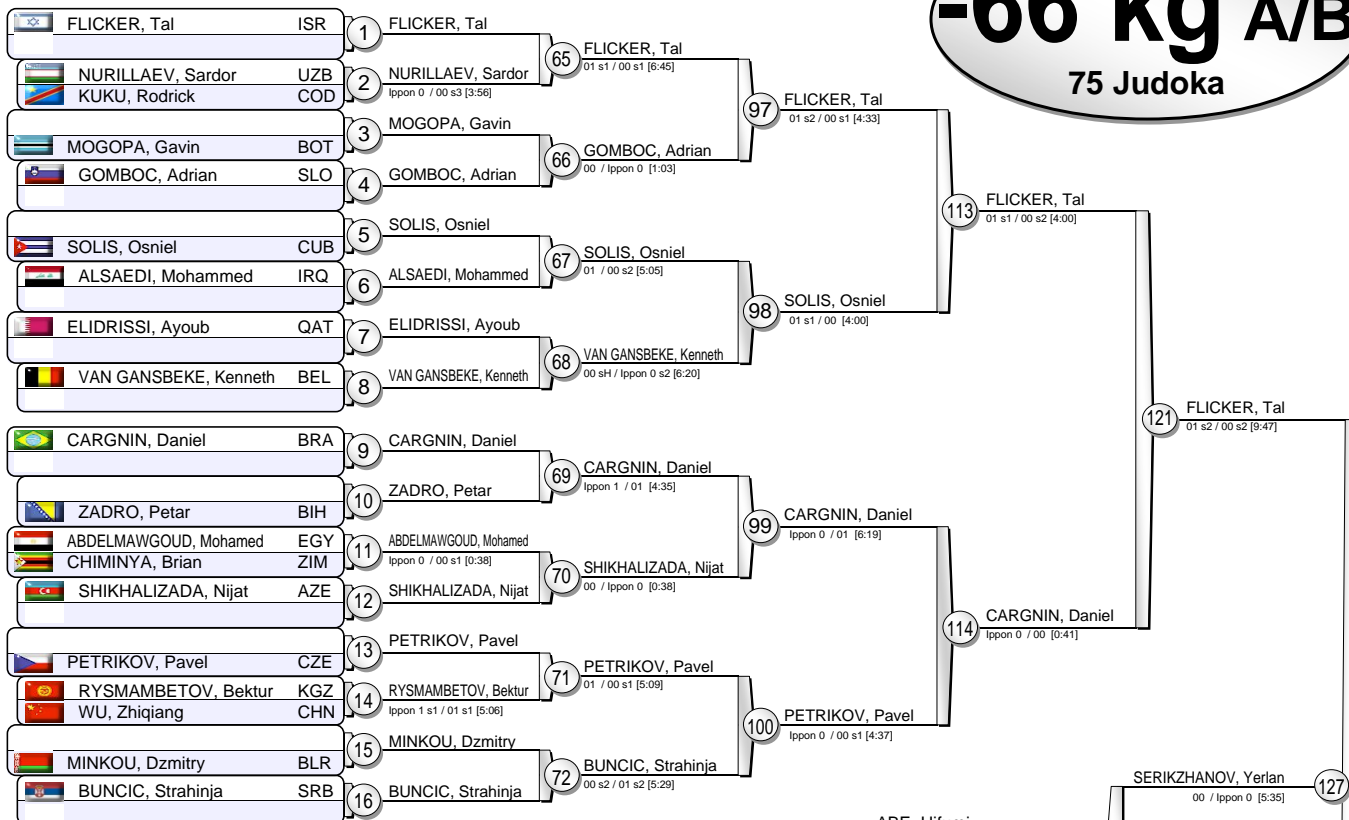 -66 kg A/B
75 Judoka
FLICKER, Tal ISR
NURILLAEV, Sardor UZB
KUKU, Rodrick COD
MOGOPA, Gavin BOT
GOMBOC, Adrian SLO
SOLIS, Osniel CUB
ALSAEDI, Mohammed IRQ
ELIDRISSI, Ayoub QAT
VAN GANSBEKE, Kenneth BEL
CARGNIN, Daniel BRA
ZADRO, Petar BIH
ABDELMAWGOUD, Mohamed EGY
CHIMINYA, Brian ZIM
SHIKHALIZADA, Nijat AZE
PETRIKOV, Pavel CZE
RYSMAMBETOV, Bektur KGZ
WU, Zhiqiang CHN
MINKOU, Dzmitry BLR
BUNCIC, Strahinja SRB
1 FLICKER, Tal
2 NURILLAEV, Sardor
Ippon 0 / 00 s3 [3:56]
3 MOGOPA, Gavin
4 GOMBOC, Adrian
5 SOLIS, Osniel
6 ALSAEDI, Mohammed
7 ELIDRISSI, Ayoub
8 VAN GANSBEKE, Kenneth
9 CARGNIN, Daniel
10 ZADRO, Petar
11 ABDELMAWGOUD, Mohamed
Ippon 0 / 00 s1 [0:38]
12 SHIKHALIZADA, Nijat
13 PETRIKOV, Pavel
14 RYSMAMBETOV, Bektur
Ippon 1 s1 / 01 s1 [5:06]
15 MINKOU, Dzmitry
16 BUNCIC, Strahinja
65 FLICKER, Tal
01 s1 / 00 s1 [6:45]
66 GOMBOC, Adrian
00 / Ippon 0 [1:03]
67 SOLIS, Osniel
01 / 00 s2 [5:05]
68 VAN GANSBEKE, Kenneth
00 sH / Ippon 0 s2 [6:20]
69 CARGNIN, Daniel
Ippon 1 / 01 [4:35]
70 SHIKHALIZADA, Nijat
00 / Ippon 0 [0:38]
71 PETRIKOV, Pavel
01 / 00 s1 [5:09]
72 BUNCIC, Strahinja
00 s2 / 01 s2 [5:29]
97 FLICKER, Tal
01 s2 / 00 s1 [4:33]
98 SOLIS, Osniel
01 s1 / 00 [4:00]
99 CARGNIN, Daniel
Ippon 0 / 01 [6:19]
100 PETRIKOV, Pavel
Ippon 0 / 00 s1 [4:37]
113 FLICKER, Tal
01 s1 / 00 s2 [4:00]
114 CARGNIN, Daniel
Ippon 0 / 00 [0:41]
121 FLICKER, Tal
01 s2 / 00 s2 [9:47]
SERIKZHANOV, Yerlan 127
00 / Ippon 0 [5:35]